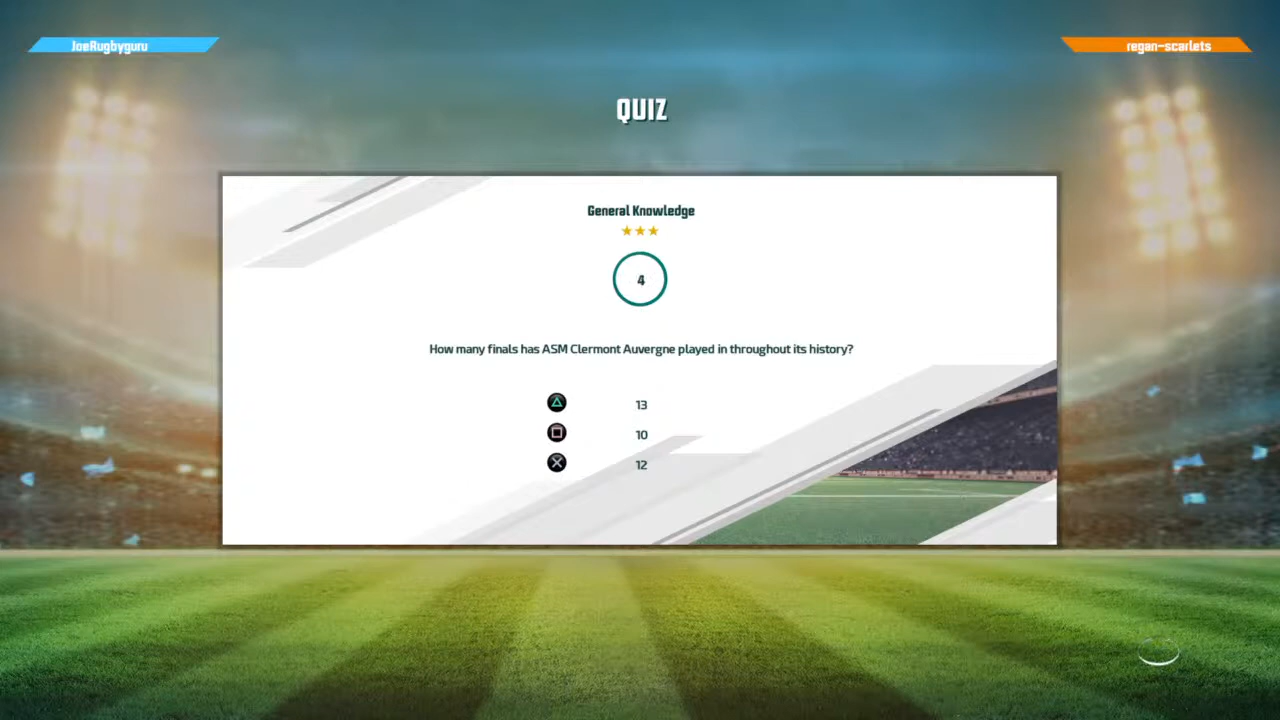 JoeRugbyguru
regan-scarlets
QUIZ
General Knowledge
4
How many finals has ASM Clermont Auvergne played in throughout its history?
13
10
12